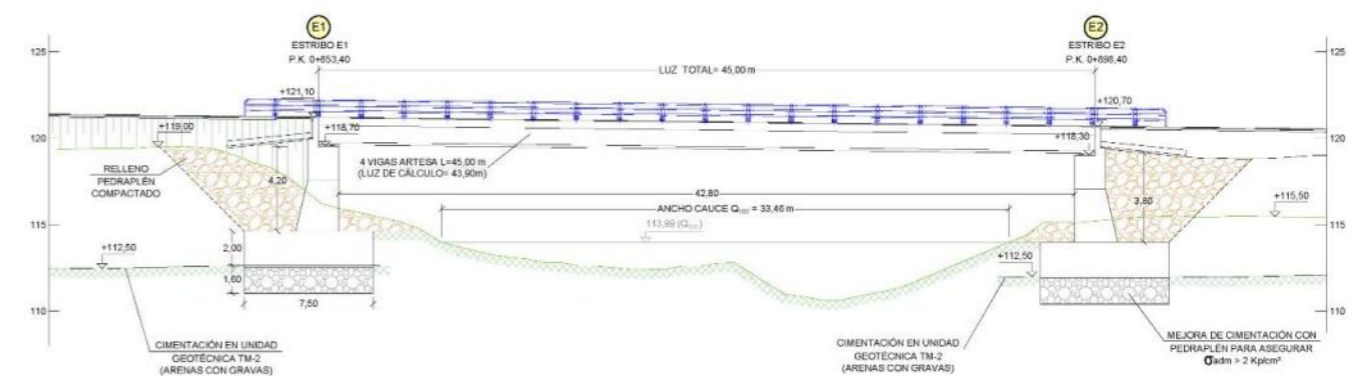 E1
E2
ESTRIBO E1
P.K. 0+853,40
ESTRIBO E2
P.K. 0+898,40
125
125
LUZ TOTAL= 45,00 m
+121,10
+120,70
120
120
+119,00
+118,70
+118,30
4 VIGAS ARTESA L=45,00 m
(LUZ DE CÁLCULO= 43,90m)
RELLENO
PEDRAPLÉN
COMPACTADO
4,20
42,80
3,80
ANCHO CAUCE Q500 = 33,46 m
+115,50
115
115
113,99 (Q500)
+112,50
2,00
+112,50
1,60
7,50
110
110
CIMENTACIÓN EN UNIDAD
GEOTÉCNICA TM-2
(ARENAS CON GRAVAS)
CIMENTACIÓN EN UNIDAD
GEOTÉCNICA TM-2
(ARENAS CON GRAVAS)
MEJORA DE CIMENTACIÓN CON
PEDRAPLÉN PARA ASEGURAR
σadm > 2 Kp/cm²